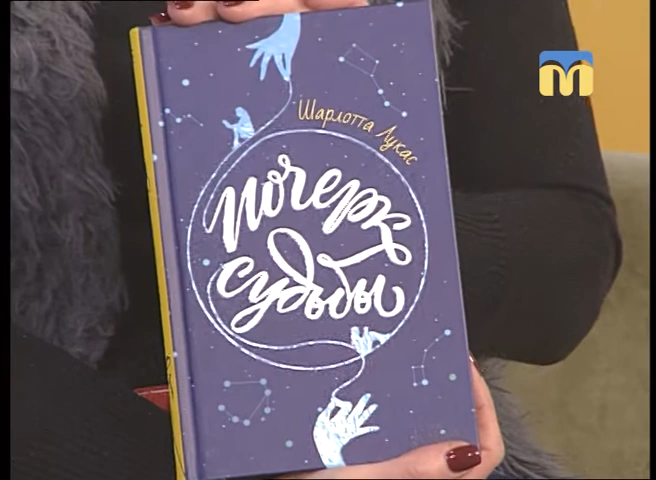 Шарлотта Лукас
почерк
судьбы